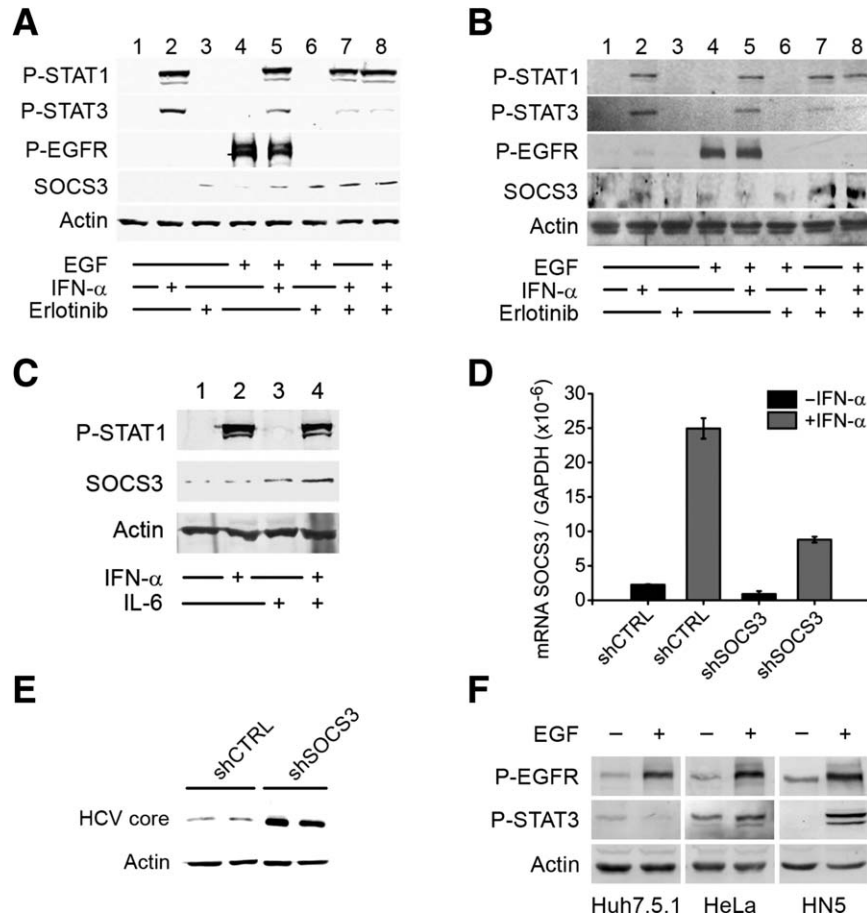 A
1 2 3 4 5 6 7 8
P-STAT1
P-STAT3
P-EGFR
SOCS3
Actin
EGF + + + +
IFN-α + + + +
Erlotinib + + + +
B
1 2 3 4 5 6 7 8
P-STAT1
P-STAT3
P-EGFR
SOCS3
Actin
EGF + + + +
IFN-α + + + +
Erlotinib + + + +
C
1 2 3 4
P-STAT1
SOCS3
Actin
IFN-α + +
IL-6 + +
D
mRNA SOCS3 / GAPDH (x10⁻⁶)
30
25
20
15
10
5
0
–IFN-α
+IFN-α
shCTRL shCTRL shSOCS3 shSOCS3
E
shCTRL shSOCS3
HCV core
Actin
F
EGF – + – + – +
P-EGFR
P-STAT3
Actin
Huh7.5.1 HeLa HN5